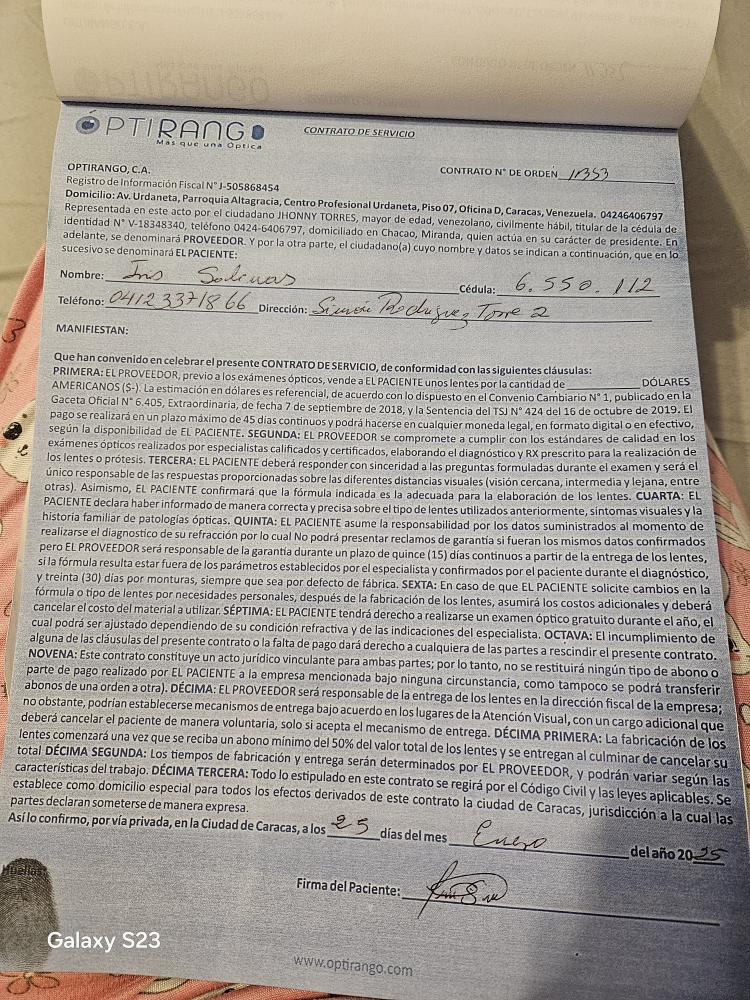 ÓPTIRANGO
Más que una Óptica
CONTRATO DE SERVICIO
OPTIRANGO, C.A.
CONTRATO N° DE ORDEN 11353
Registro de Información Fiscal N° J-505868454
Domicilio: Av. Urdaneta, Parroquia Altagracia, Centro Profesional Urdaneta, Piso 07, Oficina D, Caracas, Venezuela. 04246406797
Representada en este acto por el ciudadano JHONNY TORRES, mayor de edad, venezolano, civilmente hábil, titular de la cédula de
identidad N° V-18348340, teléfono 0424-6406797, domiciliado en Chacao, Miranda, quien actúa en su carácter de presidente. En
adelante, se denominará PROVEEDOR. Y por la otra parte, el ciudadano(a) cuyo nombre y datos se indican a continuación, que en lo
sucesivo se denominará EL PACIENTE:
Nombre: Iris Cédula: 6.550.112
Teléfono: 04123371866 Dirección: Simón Rodríguez Torre 2
MANIFIESTAN:
Que han convenido en celebrar el presente CONTRATO DE SERVICIO, de conformidad con las siguientes cláusulas:
PRIMERA: EL PROVEEDOR, previo a los exámenes ópticos, vende a EL PACIENTE unos lentes por la cantidad de ____________ DÓLARES
AMERICANOS ($-). La estimación en dólares es referencial, de acuerdo con lo dispuesto en el Convenio Cambiario N° 1, publicado en la
Gaceta Oficial N° 6.405, Extraordinaria, de fecha 7 de septiembre de 2018, y la Sentencia del TSJ N° 424 del 16 de octubre de 2019. El
pago se realizará en un plazo máximo de 45 días continuos y podrá hacerse en cualquier moneda legal, en formato digital o en efectivo,
según la disponibilidad de EL PACIENTE. SEGUNDA: EL PROVEEDOR se compromete a cumplir con los estándares de calidad en los
exámenes ópticos realizados por especialistas calificados y certificados, elaborando el diagnóstico y RX prescrito para la realización de
los lentes o prótesis. TERCERA: EL PACIENTE deberá responder con sinceridad a las preguntas formuladas durante el examen y será el
único responsable de las respuestas proporcionadas sobre las diferentes distancias visuales (visión cercana, intermedia y lejana, entre
otras). Asimismo, EL PACIENTE confirmará que la fórmula indicada es la adecuada para la elaboración de los lentes. CUARTA: EL
PACIENTE declara haber informado de manera correcta y precisa sobre el tipo de lentes utilizados anteriormente, síntomas visuales y la
historia familiar de patologías ópticas. QUINTA: EL PACIENTE asume la responsabilidad por los datos suministrados al momento de
realizarse el diagnostico de su refracción por lo cual No podrá presentar reclamos de garantía si fueran los mismos datos confirmados
pero EL PROVEEDOR será responsable de la garantía durante un plazo de quince (15) días continuos a partir de la entrega de los lentes,
si la fórmula resulta estar fuera de los parámetros establecidos por el especialista y confirmados por el paciente durante el diagnóstico,
y treinta (30) días por monturas, siempre que sea por defecto de fábrica. SEXTA: En caso de que EL PACIENTE solicite cambios en la
fórmula o tipo de lentes por necesidades personales, después de la fabricación de los lentes, asumirá los costos adicionales y deberá
cancelar el costo del material a utilizar. SÉPTIMA: EL PACIENTE tendrá derecho a realizarse un examen óptico gratuito durante el año, el
cual podrá ser ajustado dependiendo de su condición refractiva y de las indicaciones del especialista. OCTAVA: El incumplimiento de
alguna de las cláusulas del presente contrato o la falta de pago dará derecho a cualquiera de las partes a rescindir el presente contrato.
NOVENA: Este contrato constituye un acto jurídico vinculante para ambas partes; por lo tanto, no se restituirá ningún tipo de abono o
parte de pago realizado por EL PACIENTE a la empresa mencionada bajo ninguna circunstancia, como tampoco se podrá transferir
abonos de una orden a otra). DÉCIMA: EL PROVEEDOR será responsable de la entrega de los lentes en la dirección fiscal de la empresa;
no obstante, podrían establecerse mecanismos de entrega bajo acuerdo en los lugares de la Atención Visual, con un cargo adicional que
deberá cancelar el paciente de manera voluntaria, solo si acepta el mecanismo de entrega. DÉCIMA PRIMERA: La fabricación de los
lentes comenzará una vez que se reciba un abono mínimo del 50% del valor total de los lentes y se entregan al culminar de cancelar su
total DÉCIMA SEGUNDA: Los tiempos de fabricación y entrega serán determinados por EL PROVEEDOR, y podrán variar según las
características del trabajo. DÉCIMA TERCERA: Todo lo estipulado en este contrato se regirá por el Código Civil y las leyes aplicables. Se
establece como domicilio especial para todos los efectos derivados de este contrato la ciudad de Caracas, jurisdicción a la cual las
partes declaran someterse de manera expresa.
Así lo confirmo, por vía privada, en la Ciudad de Caracas, a los 25 días del mes Enero del año 2025
Huellas
Firma del Paciente:
www.optirango.com
Galaxy S23